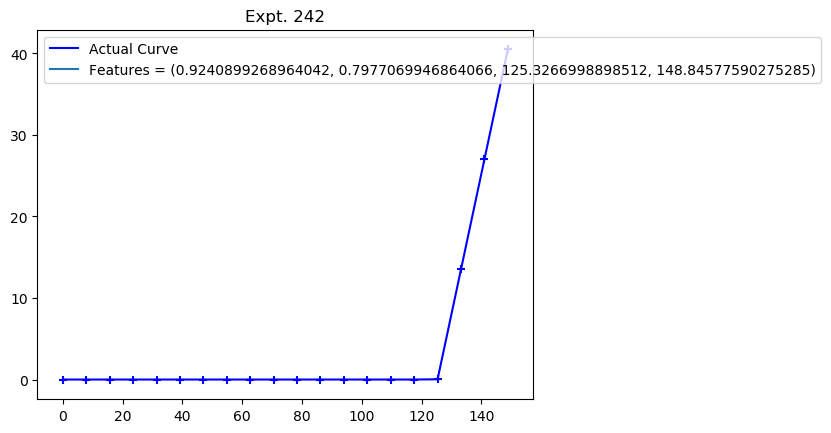 Expt. 242
Actual Curve
Features = (0.9240899268964042, 0.7977069946864066, 125.3266998898512, 148.84577590275285)
40
30
20
10
0
0 20 40 60 80 100 120 140